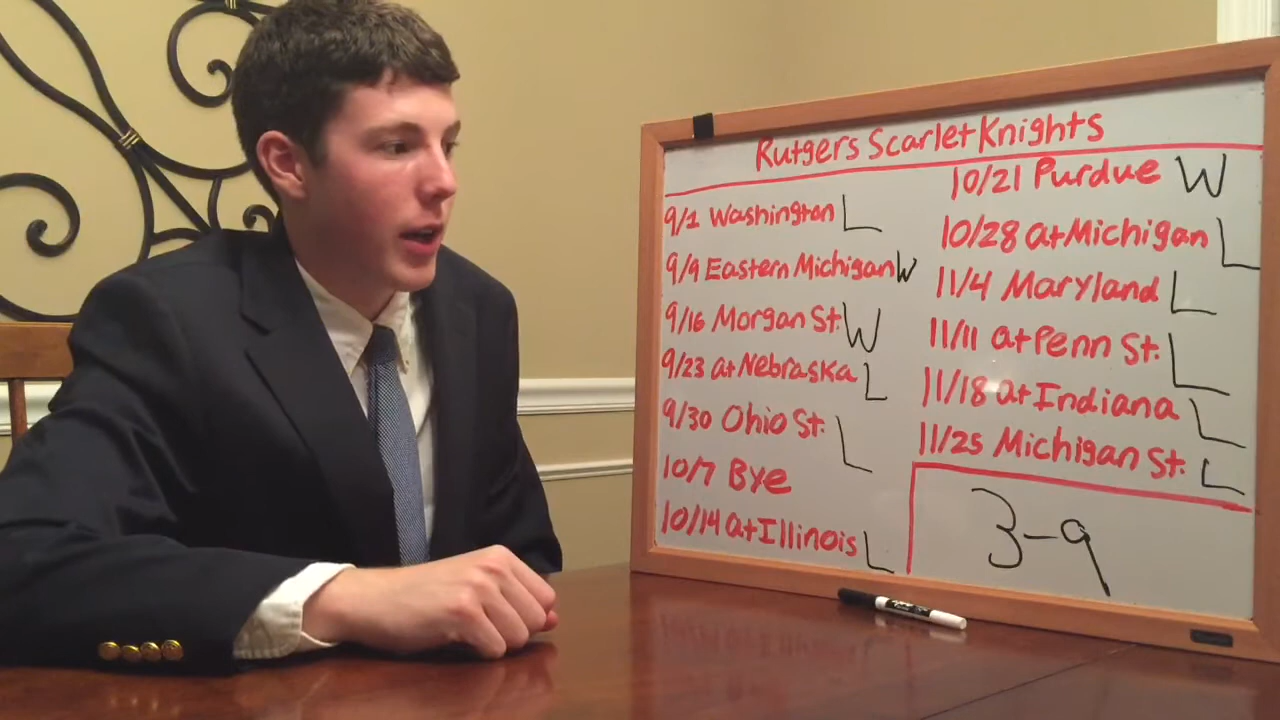 Rutgers Scarlet Knights
9/1 Washington L
9/9 Eastern Michigan W
9/16 Morgan St. W
9/23 at Nebraska L
9/30 Ohio St. L
10/7 Bye
10/14 at Illinois L
10/21 Purdue W
10/28 at Michigan L
11/4 Maryland L
11/11 at Penn St. L
11/18 at Indiana L
11/25 Michigan St. L
3-9